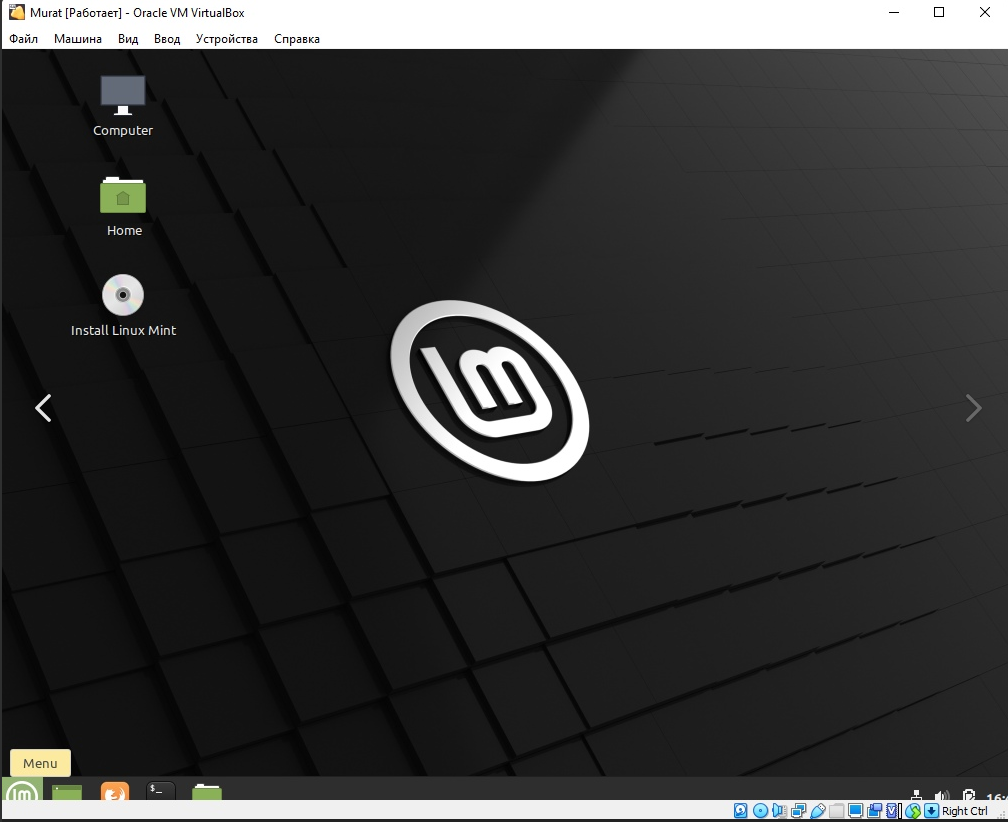 Murat [Работает] - Oracle VM VirtualBox
Файл Машина Вид Ввод Устройства Справка
Computer
Home
Install Linux Mint
Menu
$_
Right Ctrl